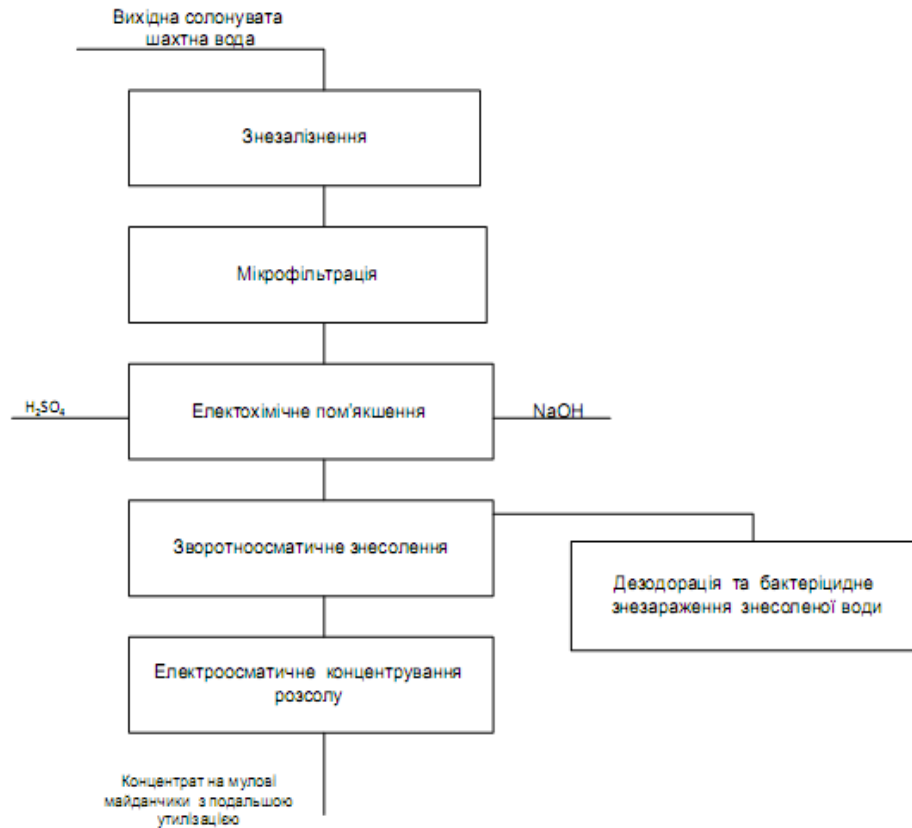 Вихідна солонувата
шахтна вода
Знезалізнення
Мікрофільтрація
H₂SO₄
Електохімічне пом'якшення
NaOH
Зворотноосматичне знесолення
Дезодорація та бактеріцидне
знезараження знесоленої води
Електроосматичне концентрування
розсолу
Концентрат на мулові
майданчики з подальшою
утилізацією